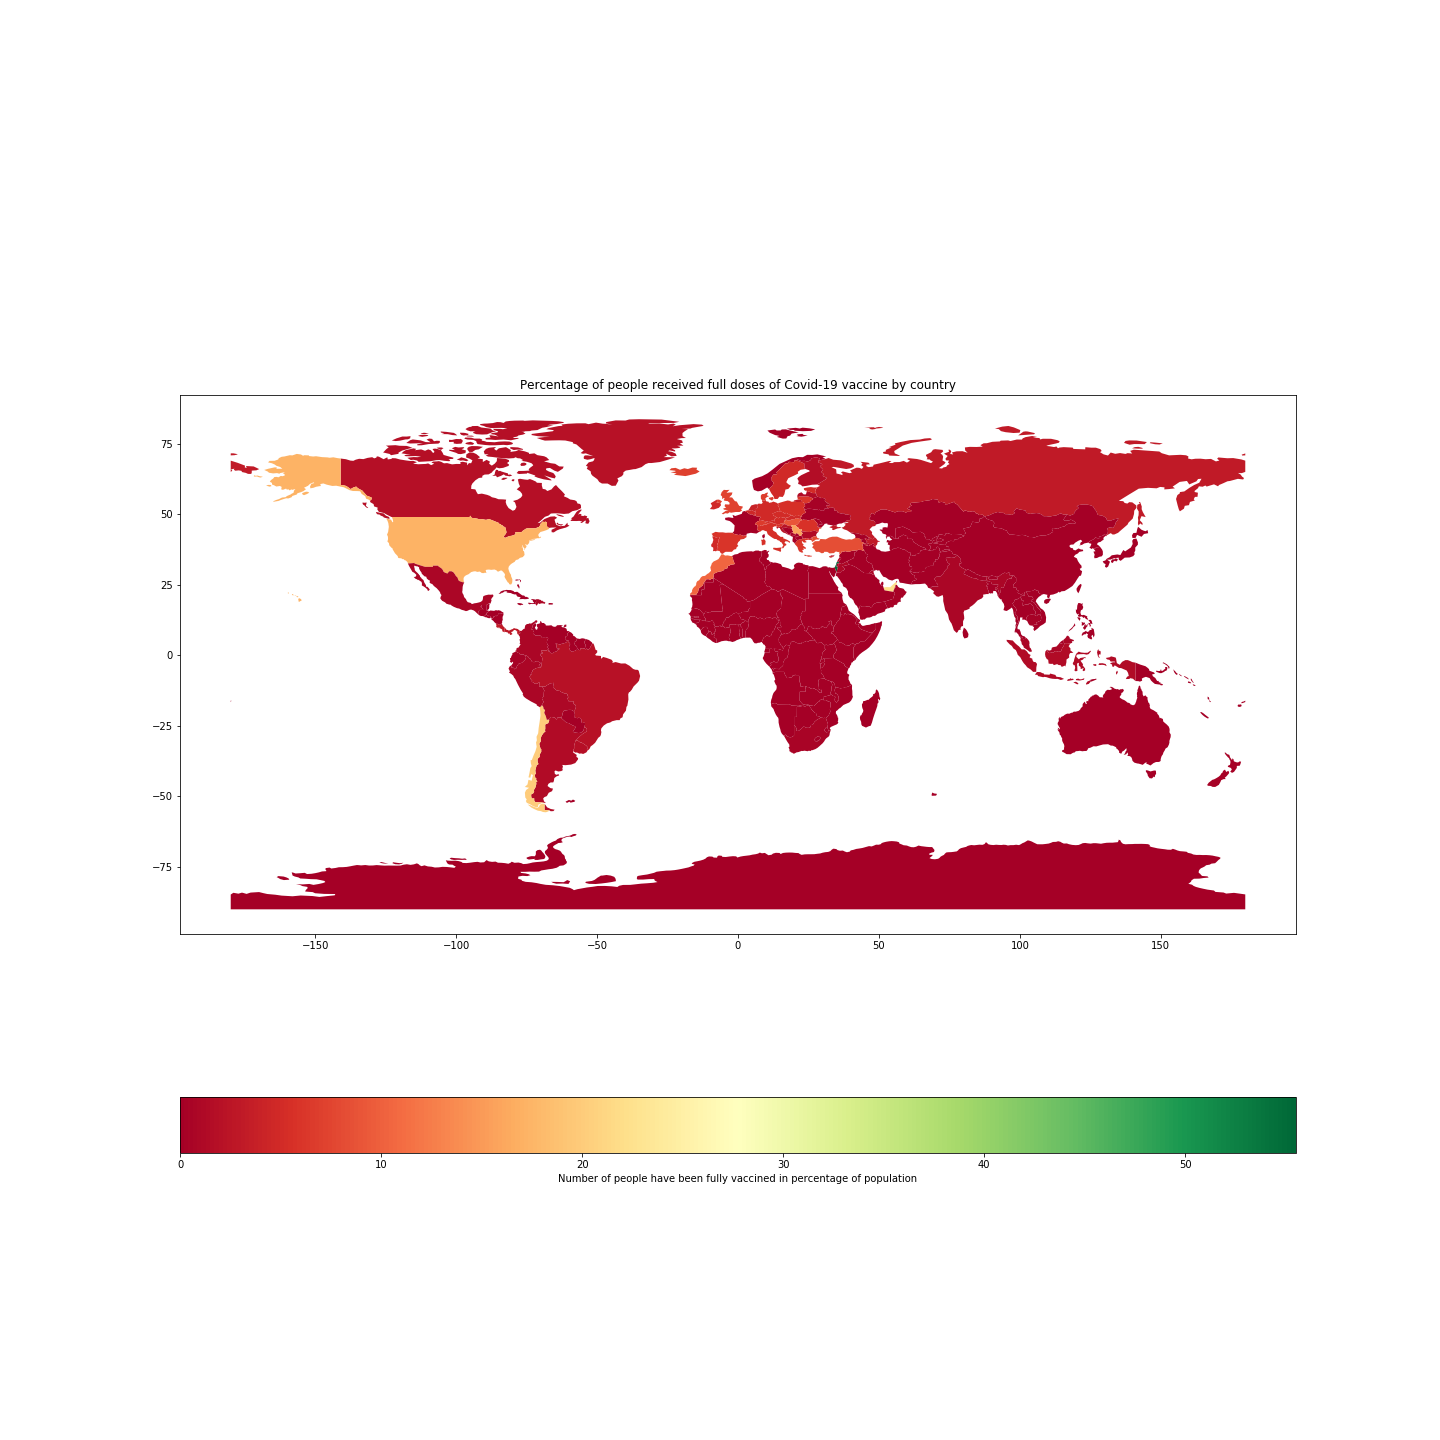 Percentage of people received full doses of Covid-19 vaccine by country
75
50
25
0
−25
−50
−75
−150 −100 −50 0 50 100 150
0 10 20 30 40 50
Number of people have been fully vaccined in percentage of population